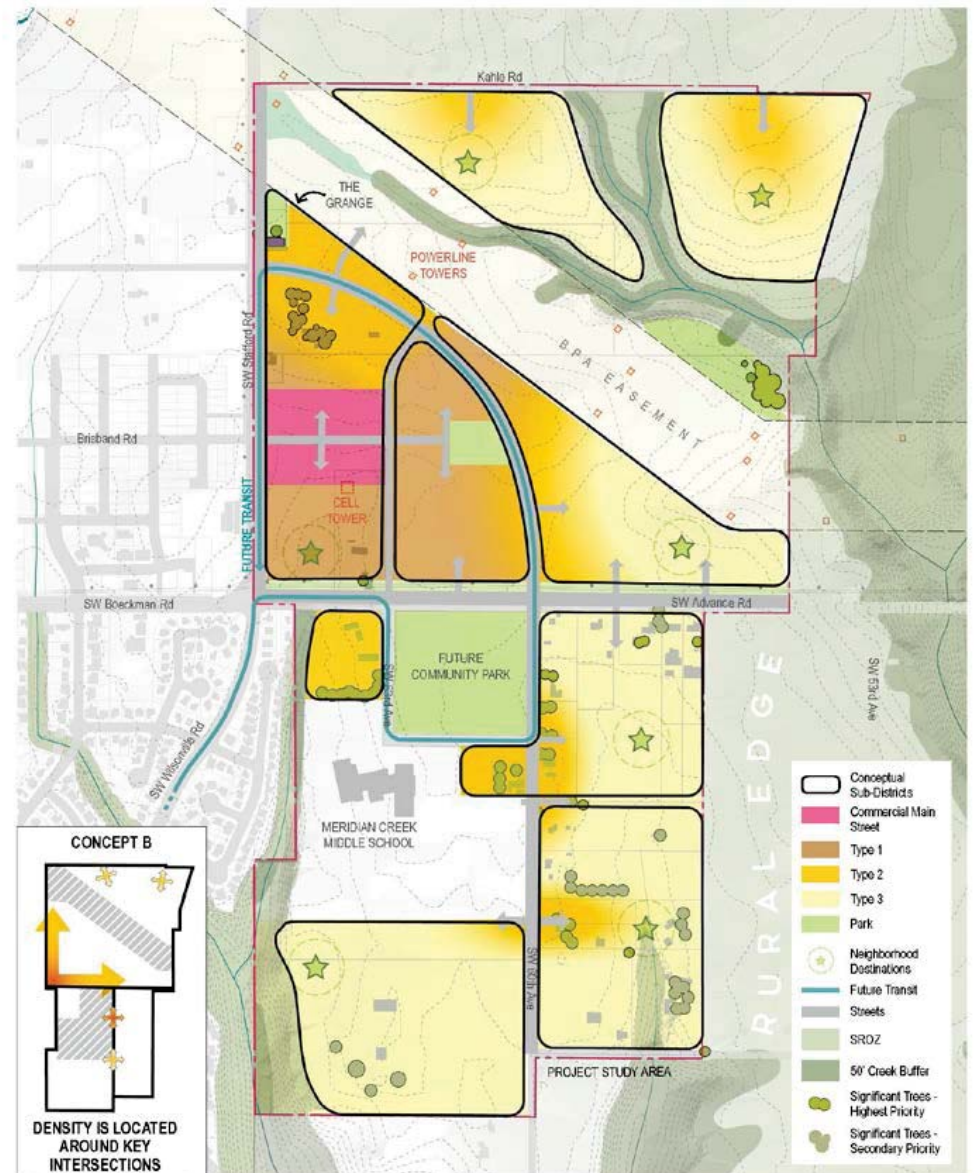 Kahle Rd
THE
GRANGE
POWERLINE
TOWERS
SW Stafford Rd
BPA EASEMENT
Brisband Rd
CELL
TOWER
FUTURE TRANSIT
SW Boeckman Rd
SW Advance Rd
FUTURE
COMMUNITY PARK
SW 63rd Ave
SW 53rd Ave
SW Wilsonville Rd
MERIDIAN CREEK
MIDDLE SCHOOL
RURAL EDGE
SW 60th Ave
PROJECT STUDY AREA
CONCEPT B
DENSITY IS LOCATED
AROUND KEY
INTERSECTIONS
Conceptual
Sub-Districts
Commercial Main
Street
Type 1
Type 2
Type 3
Park
Neighborhood
Destinations
Future Transit
Streets
SROZ
50' Creek Buffer
Significant Trees -
Highest Priority
Significant Trees -
Secondary Priority